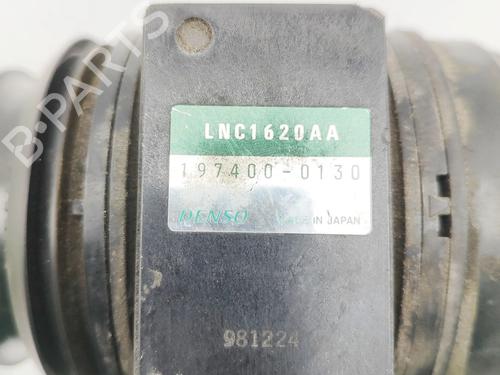 B-PARTS
LNC1620AA
197400-0130
DENSO MADE IN JAPAN
981224